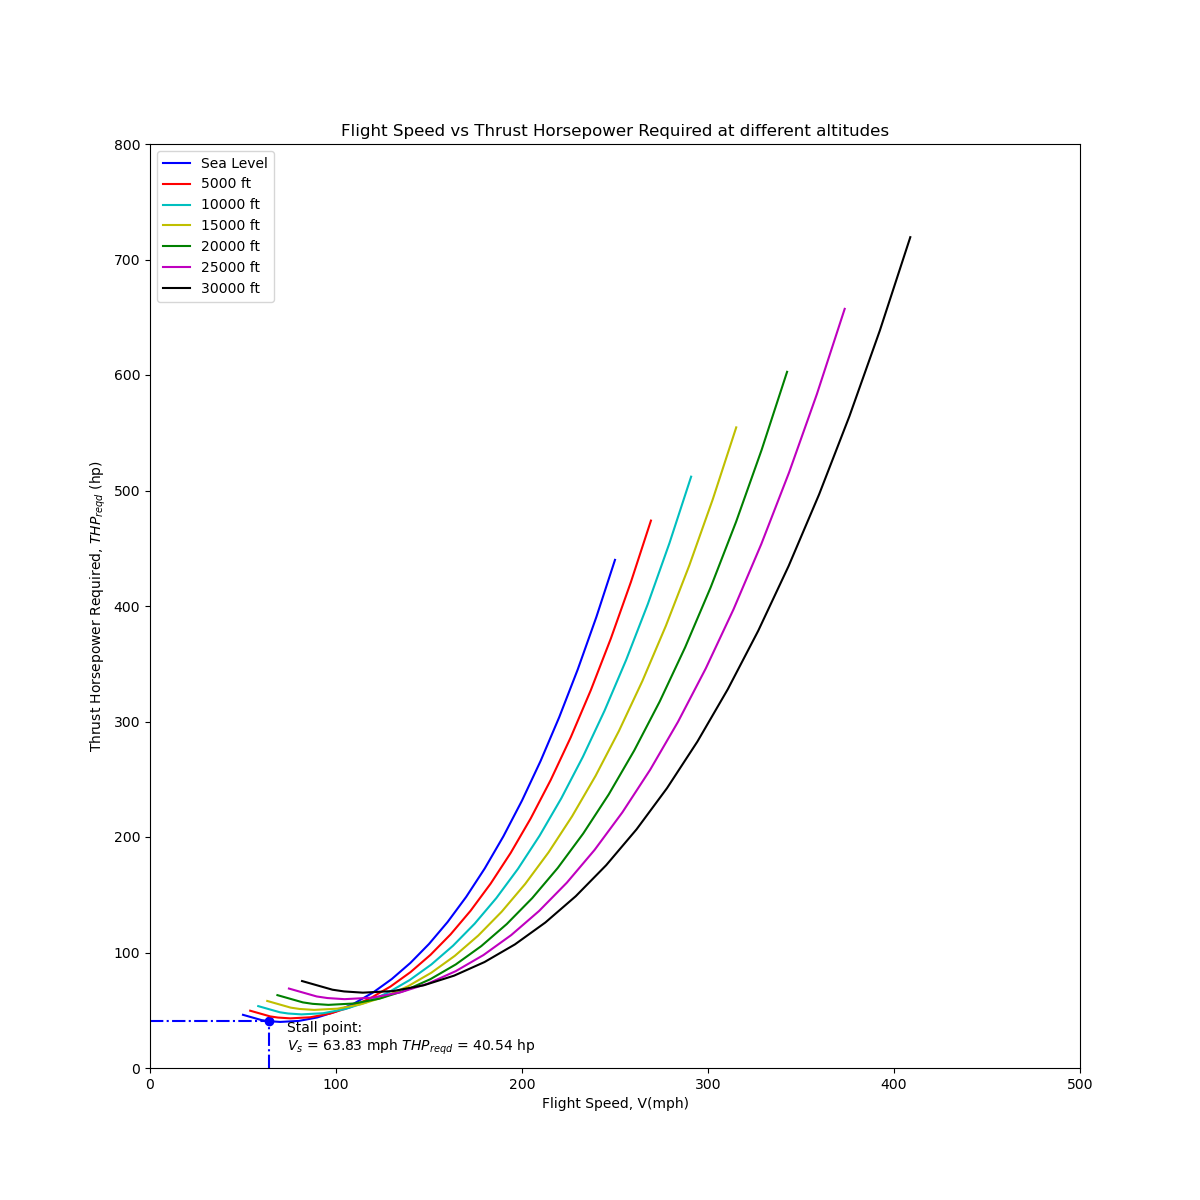 Flight Speed vs Thrust Horsepower Required at different altitudes
800
700
600
500
400
300
200
100
0
Thrust Horsepower Required, THP_reqd (hp)
Sea Level
5000 ft
10000 ft
15000 ft
20000 ft
25000 ft
30000 ft
Stall point:
V_s = 63.83 mph THP_reqd = 40.54 hp
0 100 200 300 400 500
Flight Speed, V(mph)